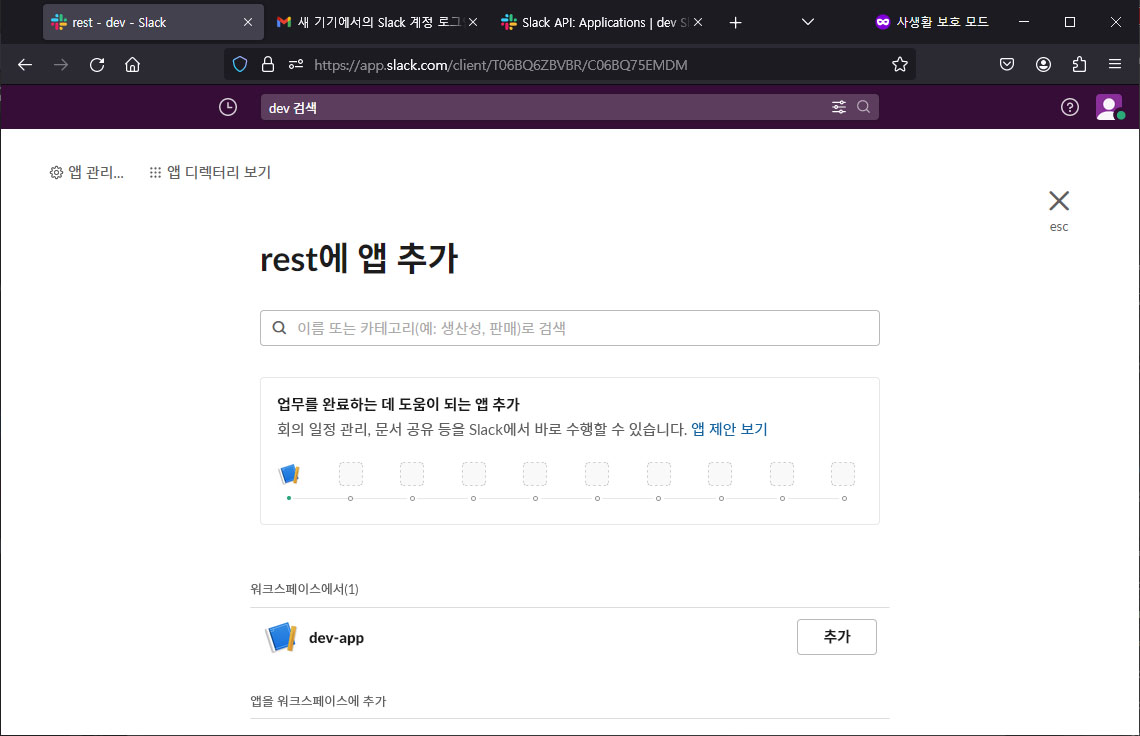 rest - dev - Slack
새 기기에서의 Slack 계정 로그
Slack API: Applications | dev Sl
사생활 보호 모드
https://app.slack.com/client/T06BQ6ZBVBR/C06BQ75EMDM
dev 검색
앱 관리...
앱 디렉터리 보기
esc
rest에 앱 추가
이름 또는 카테고리(예: 생산성, 판매)로 검색
업무를 완료하는 데 도움이 되는 앱 추가
회의 일정 관리, 문서 공유 등을 Slack에서 바로 수행할 수 있습니다. 앱 제안 보기
워크스페이스에서(1)
dev-app
추가
앱을 워크스페이스에 추가